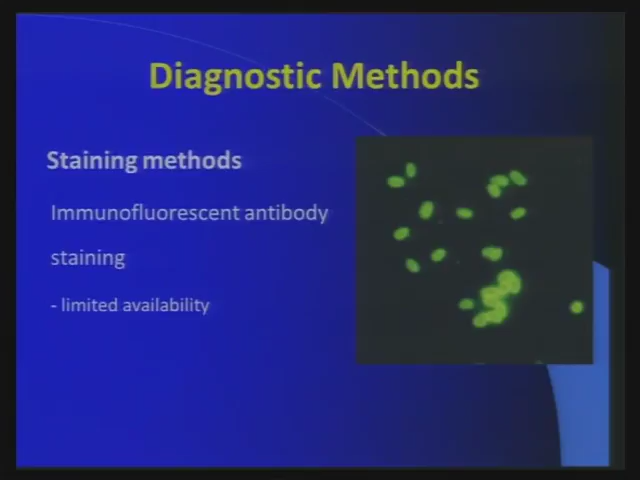 Diagnostic Methods
Staining methods
Immunofluorescent antibody
staining
- limited availability